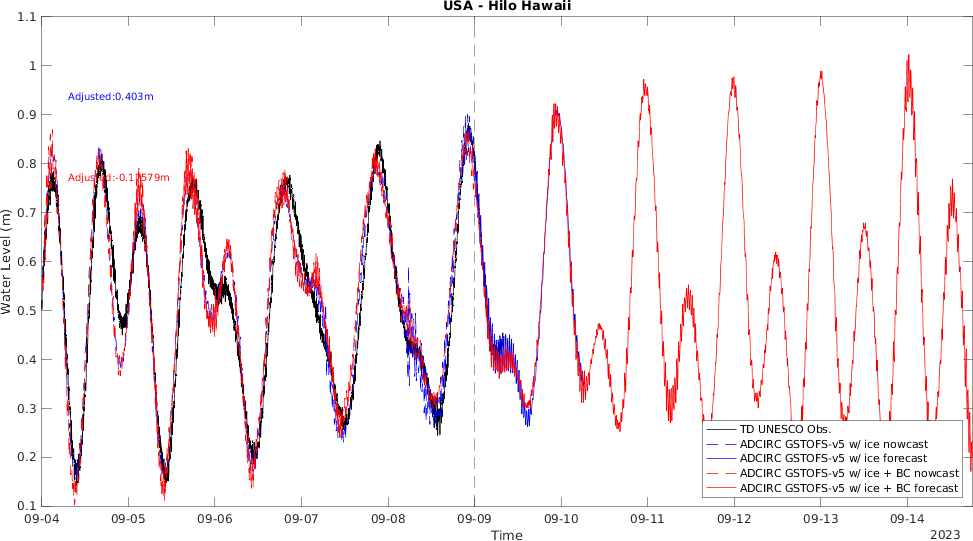 USA - Hilo Hawaii
1.1
1
0.9
0.8
0.7
0.6
0.5
0.4
0.3
0.2
0.1
Water Level (m)
Adjusted:0.403m
09-04
09-05
09-06
09-07
09-08
09-09
09-10
09-11
09-12
09-13
09-14
Time
2023
TD UNESCO Obs.
ADCIRC GSTOFS-v5 w/ ice nowcast
ADCIRC GSTOFS-v5 w/ ice forecast
ADCIRC GSTOFS-v5 w/ ice + BC nowcast
ADCIRC GSTOFS-v5 w/ ice + BC forecast